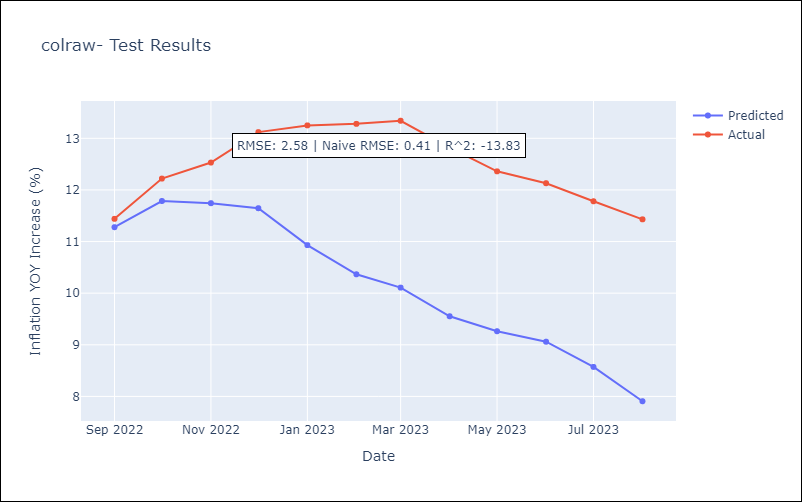 colraw- Test Results
Predicted
Actual
RMSE: 2.58 | Naive RMSE: 0.41 | R^2: -13.83
Inflation YOY Increase (%)
13
12
11
10
9
8
Sep 2022
Nov 2022
Jan 2023
Mar 2023
May 2023
Jul 2023
Date